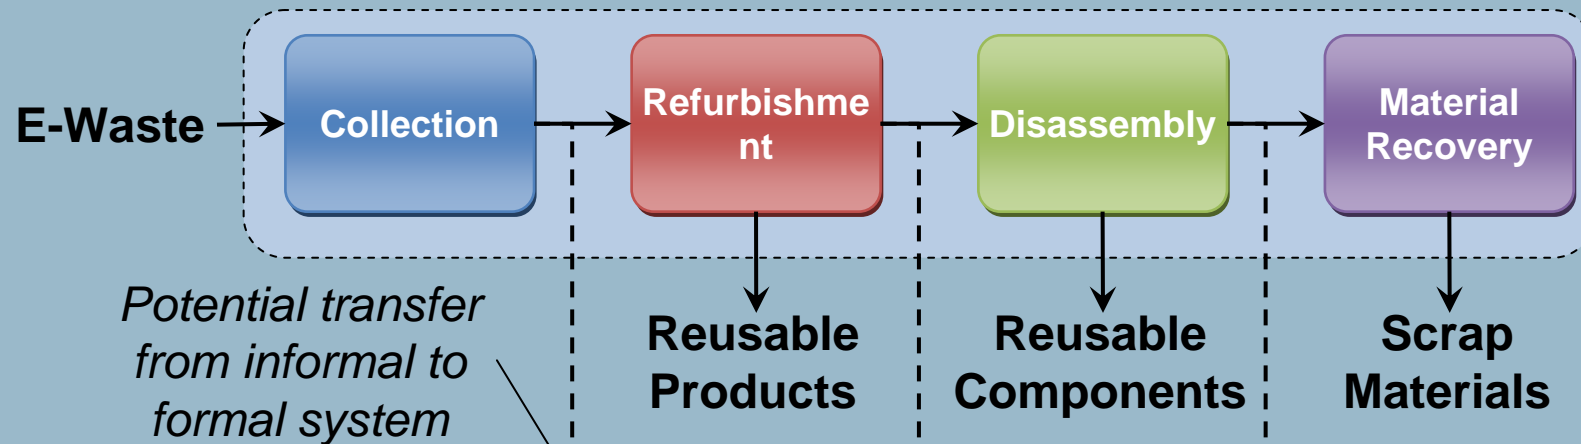 E-Waste
Collection
Refurbishme
nt
Disassembly
Material
Recovery
Potential transfer
from informal to
formal system
Reusable
Products
Reusable
Components
Scrap
Materials